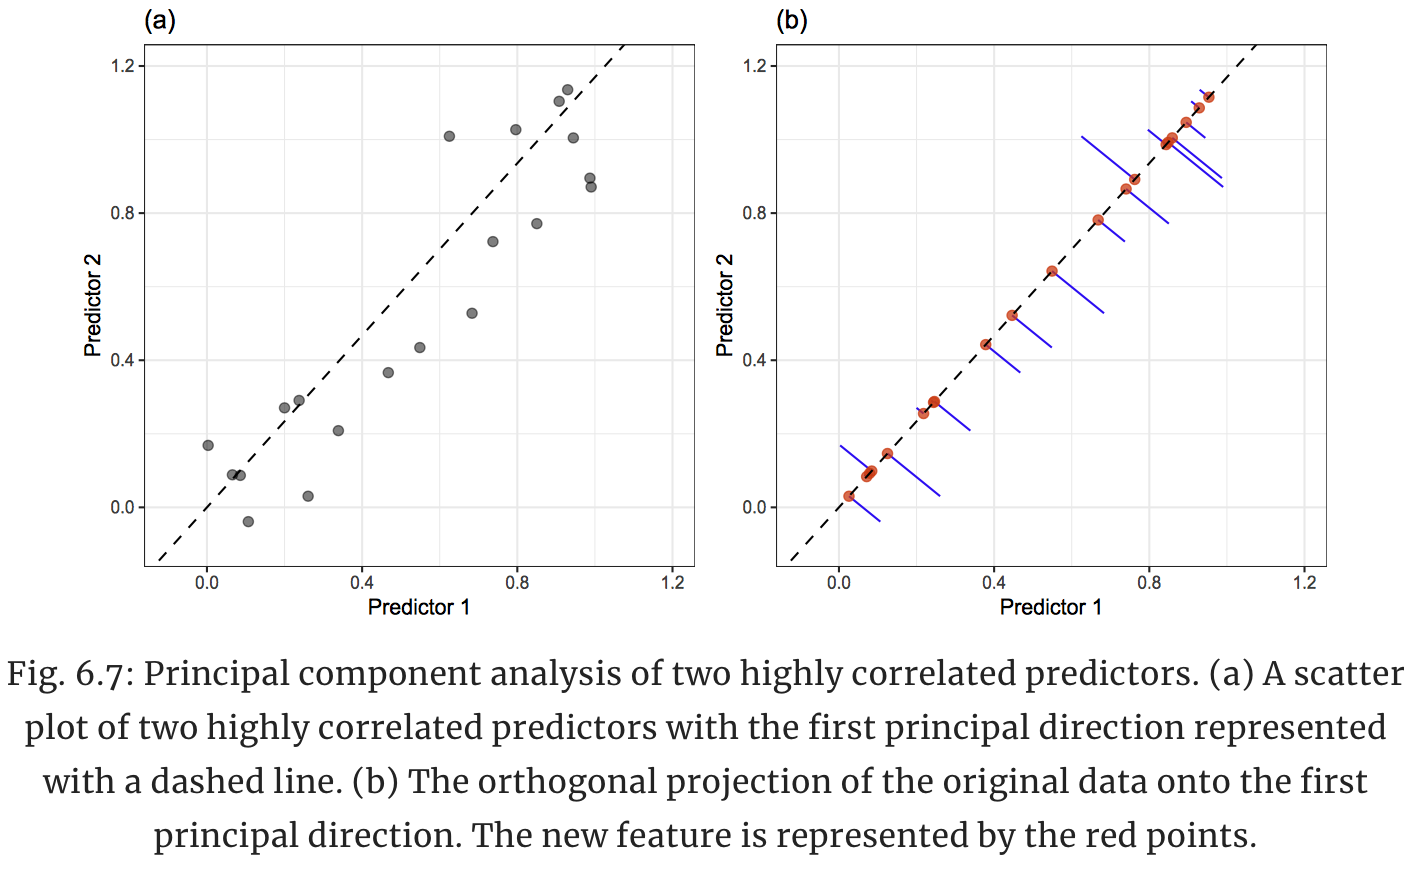 (a)
(b)
1.2
0.8
0.4
0.0
Predictor 2
0.0 0.4 0.8 1.2
Predictor 1
1.2
0.8
0.4
0.0
Predictor 2
0.0 0.4 0.8 1.2
Predictor 1
Fig. 6.7: Principal component analysis of two highly correlated predictors. (a) A scatter
plot of two highly correlated predictors with the first principal direction represented
with a dashed line. (b) The orthogonal projection of the original data onto the first
principal direction. The new feature is represented by the red points.